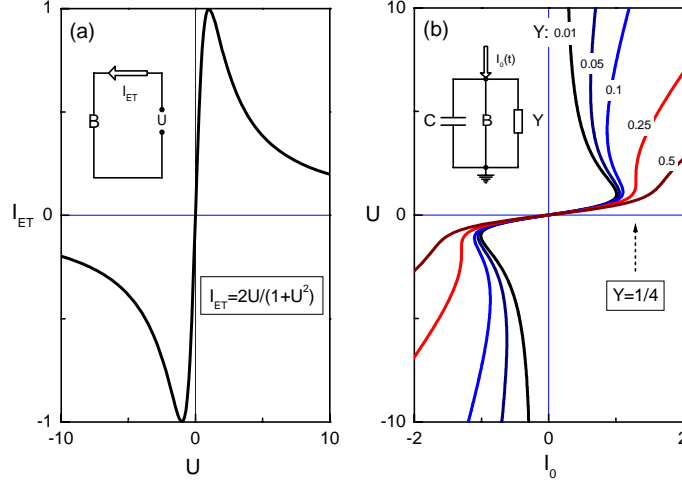 (a)
I_ET
B
U
1
0
-1
I_ET
I_ET=2U/(1+U^2)
-10
0
10
U
(b)
Y: 0.01
0.05
0.1
0.25
0.5
I_0(t)
C
B
Y
10
0
-10
U
Y=1/4
-2
0
2
I_0